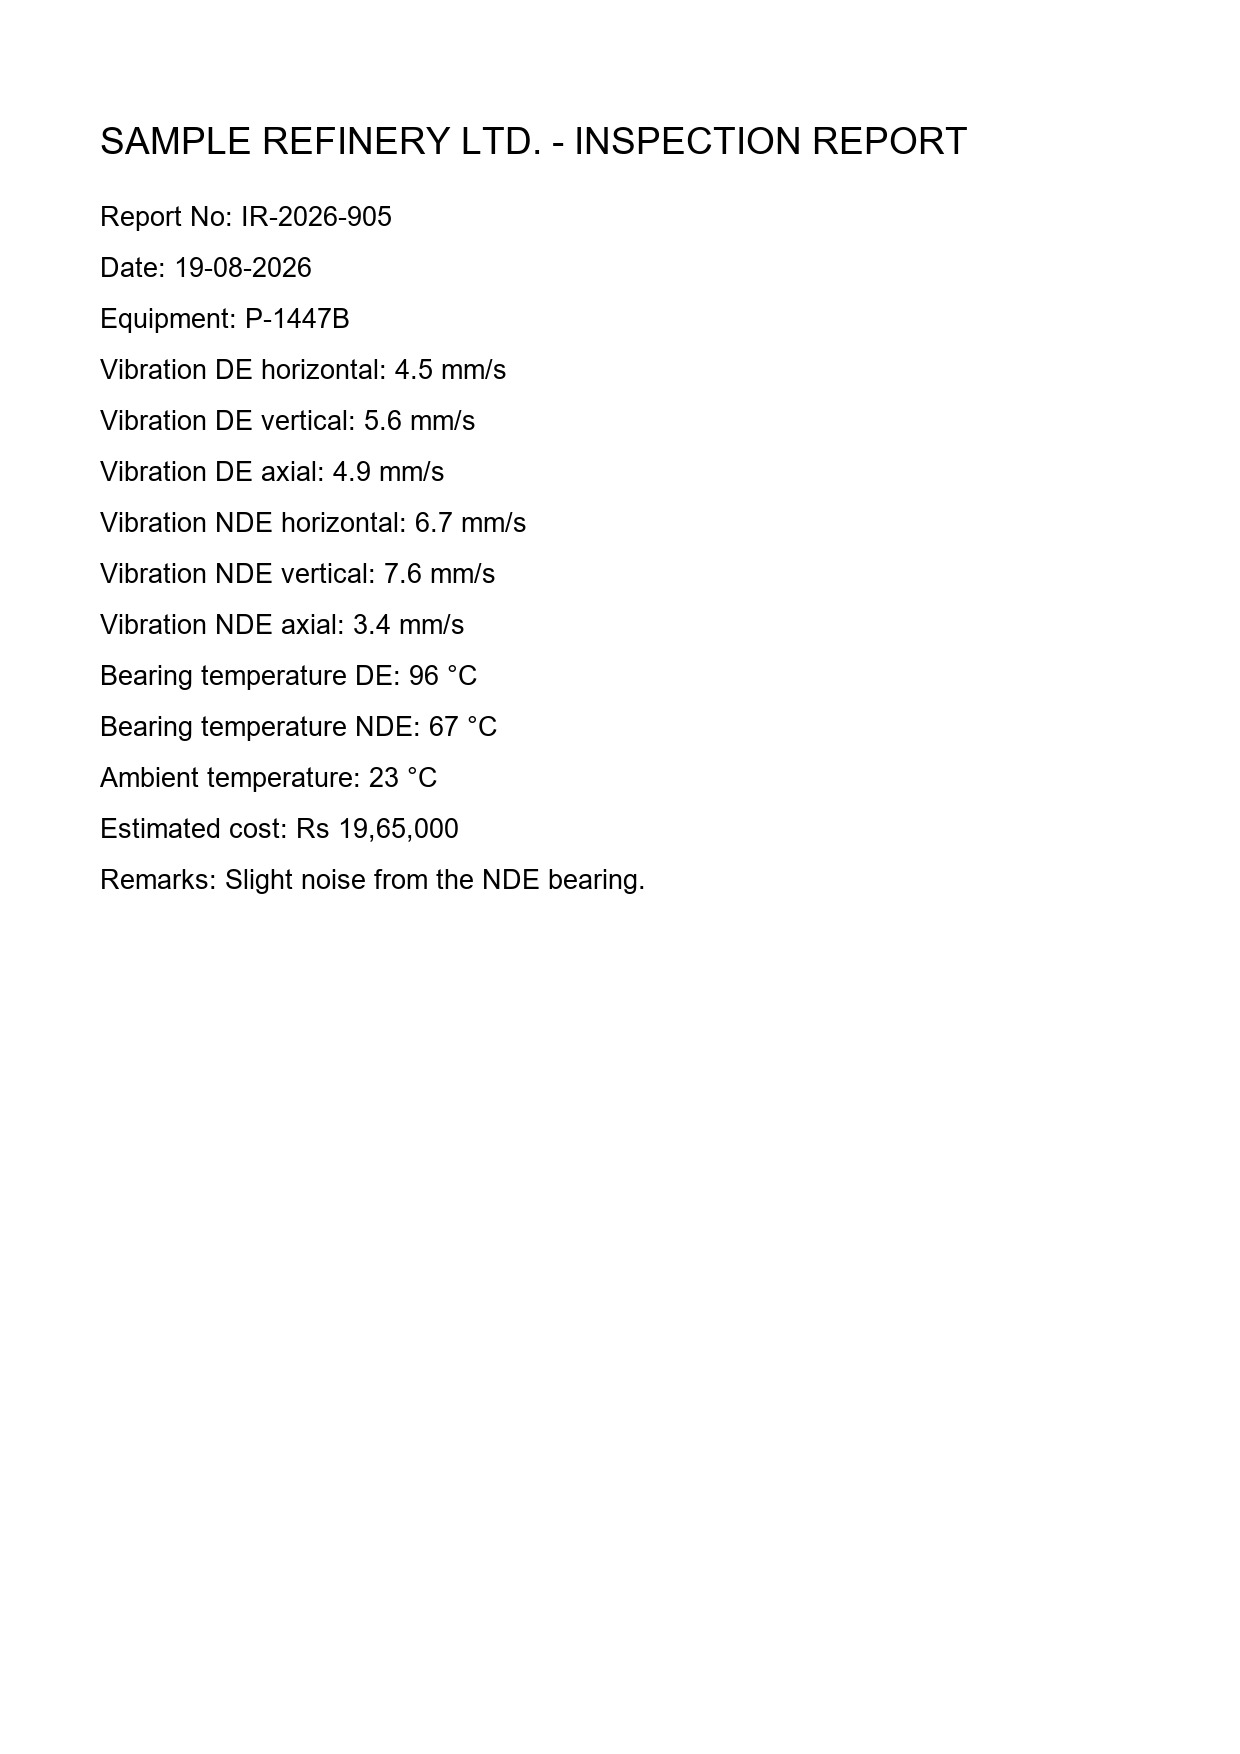 SAMPLE REFINERY LTD. - INSPECTION REPORT
Report No: IR-2026-905
Date: 19-08-2026
Equipment: P-1447B
Vibration DE horizontal: 4.5 mm/s
Vibration DE vertical: 5.6 mm/s
Vibration DE axial: 4.9 mm/s
Vibration NDE horizontal: 6.7 mm/s
Vibration NDE vertical: 7.6 mm/s
Vibration NDE axial: 3.4 mm/s
Bearing temperature DE: 96 °C
Bearing temperature NDE: 67 °C
Ambient temperature: 23 °C
Estimated cost: Rs 19,65,000
Remarks: Slight noise from the NDE bearing.